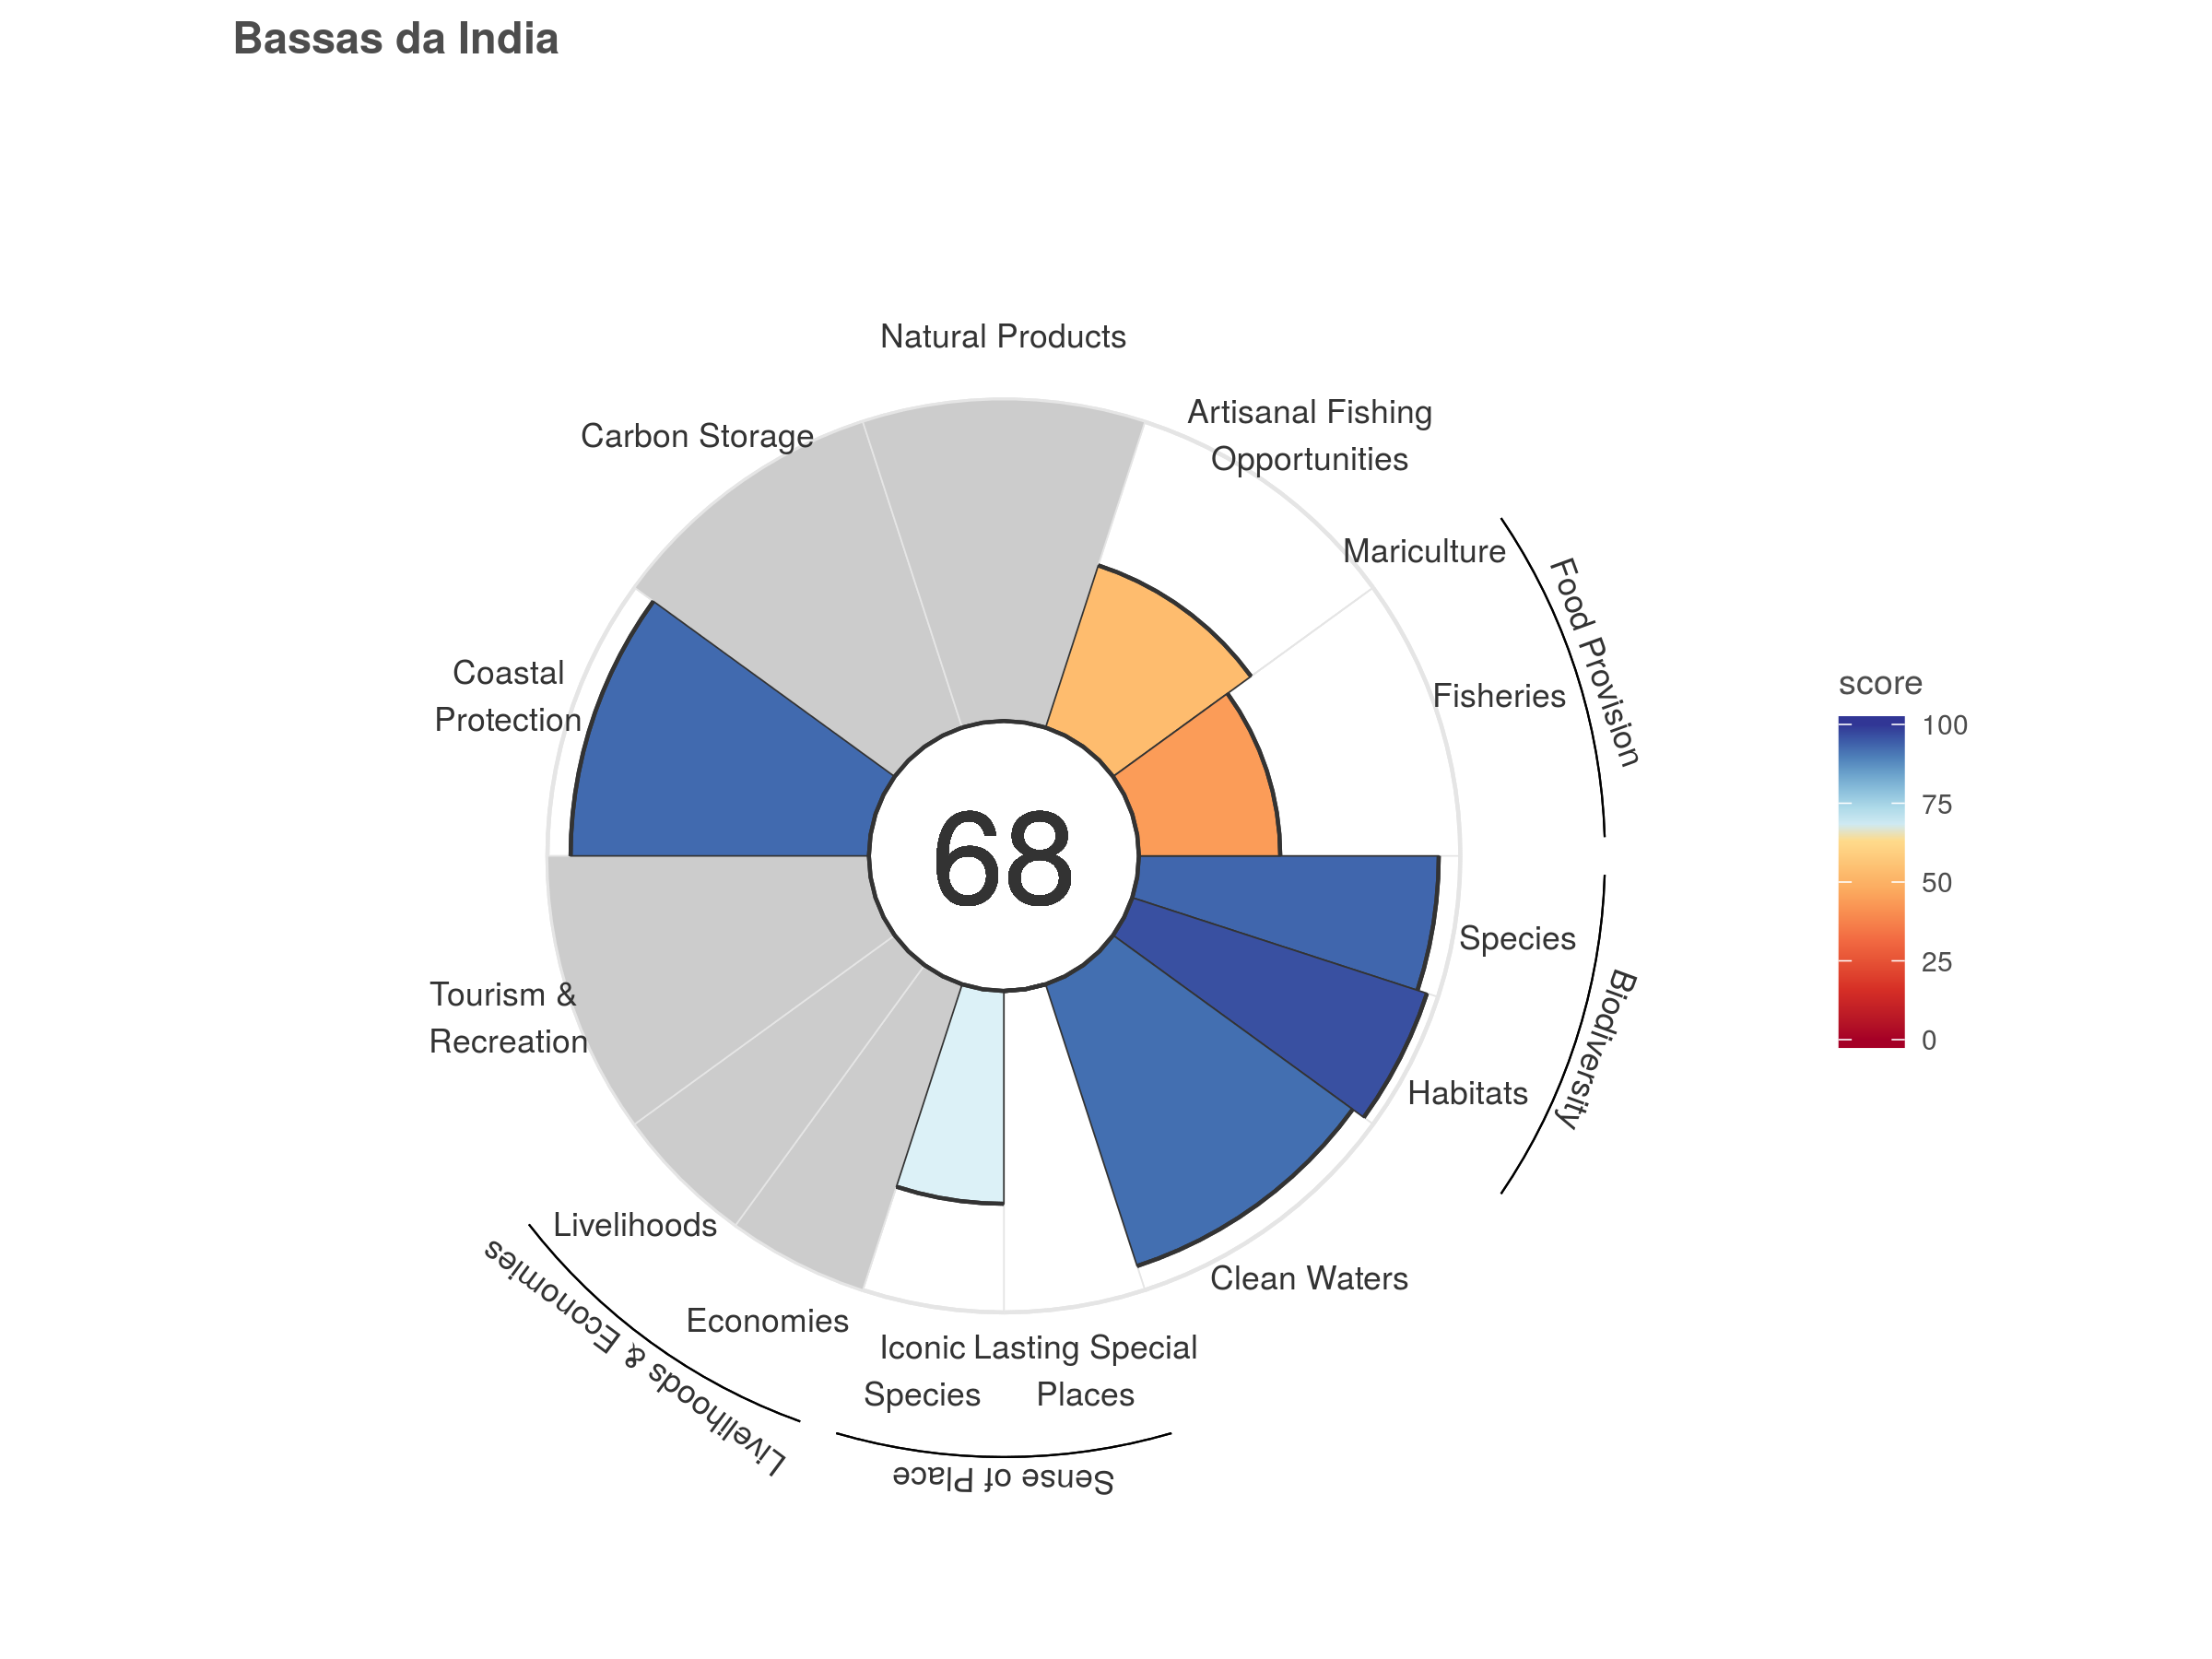 Bassas da India
Natural Products
Artisanal Fishing
Opportunities
Carbon Storage
Mariculture
Food Provision
Fisheries
Coastal
Protection
68
Species
Biodiversity
Habitats
Tourism &
Recreation
Livelihoods
Clean Waters
Economies
Livelihoods & Economies
Iconic
Species
Lasting Special
Places
Sense of Place
score
100
75
50
25
0